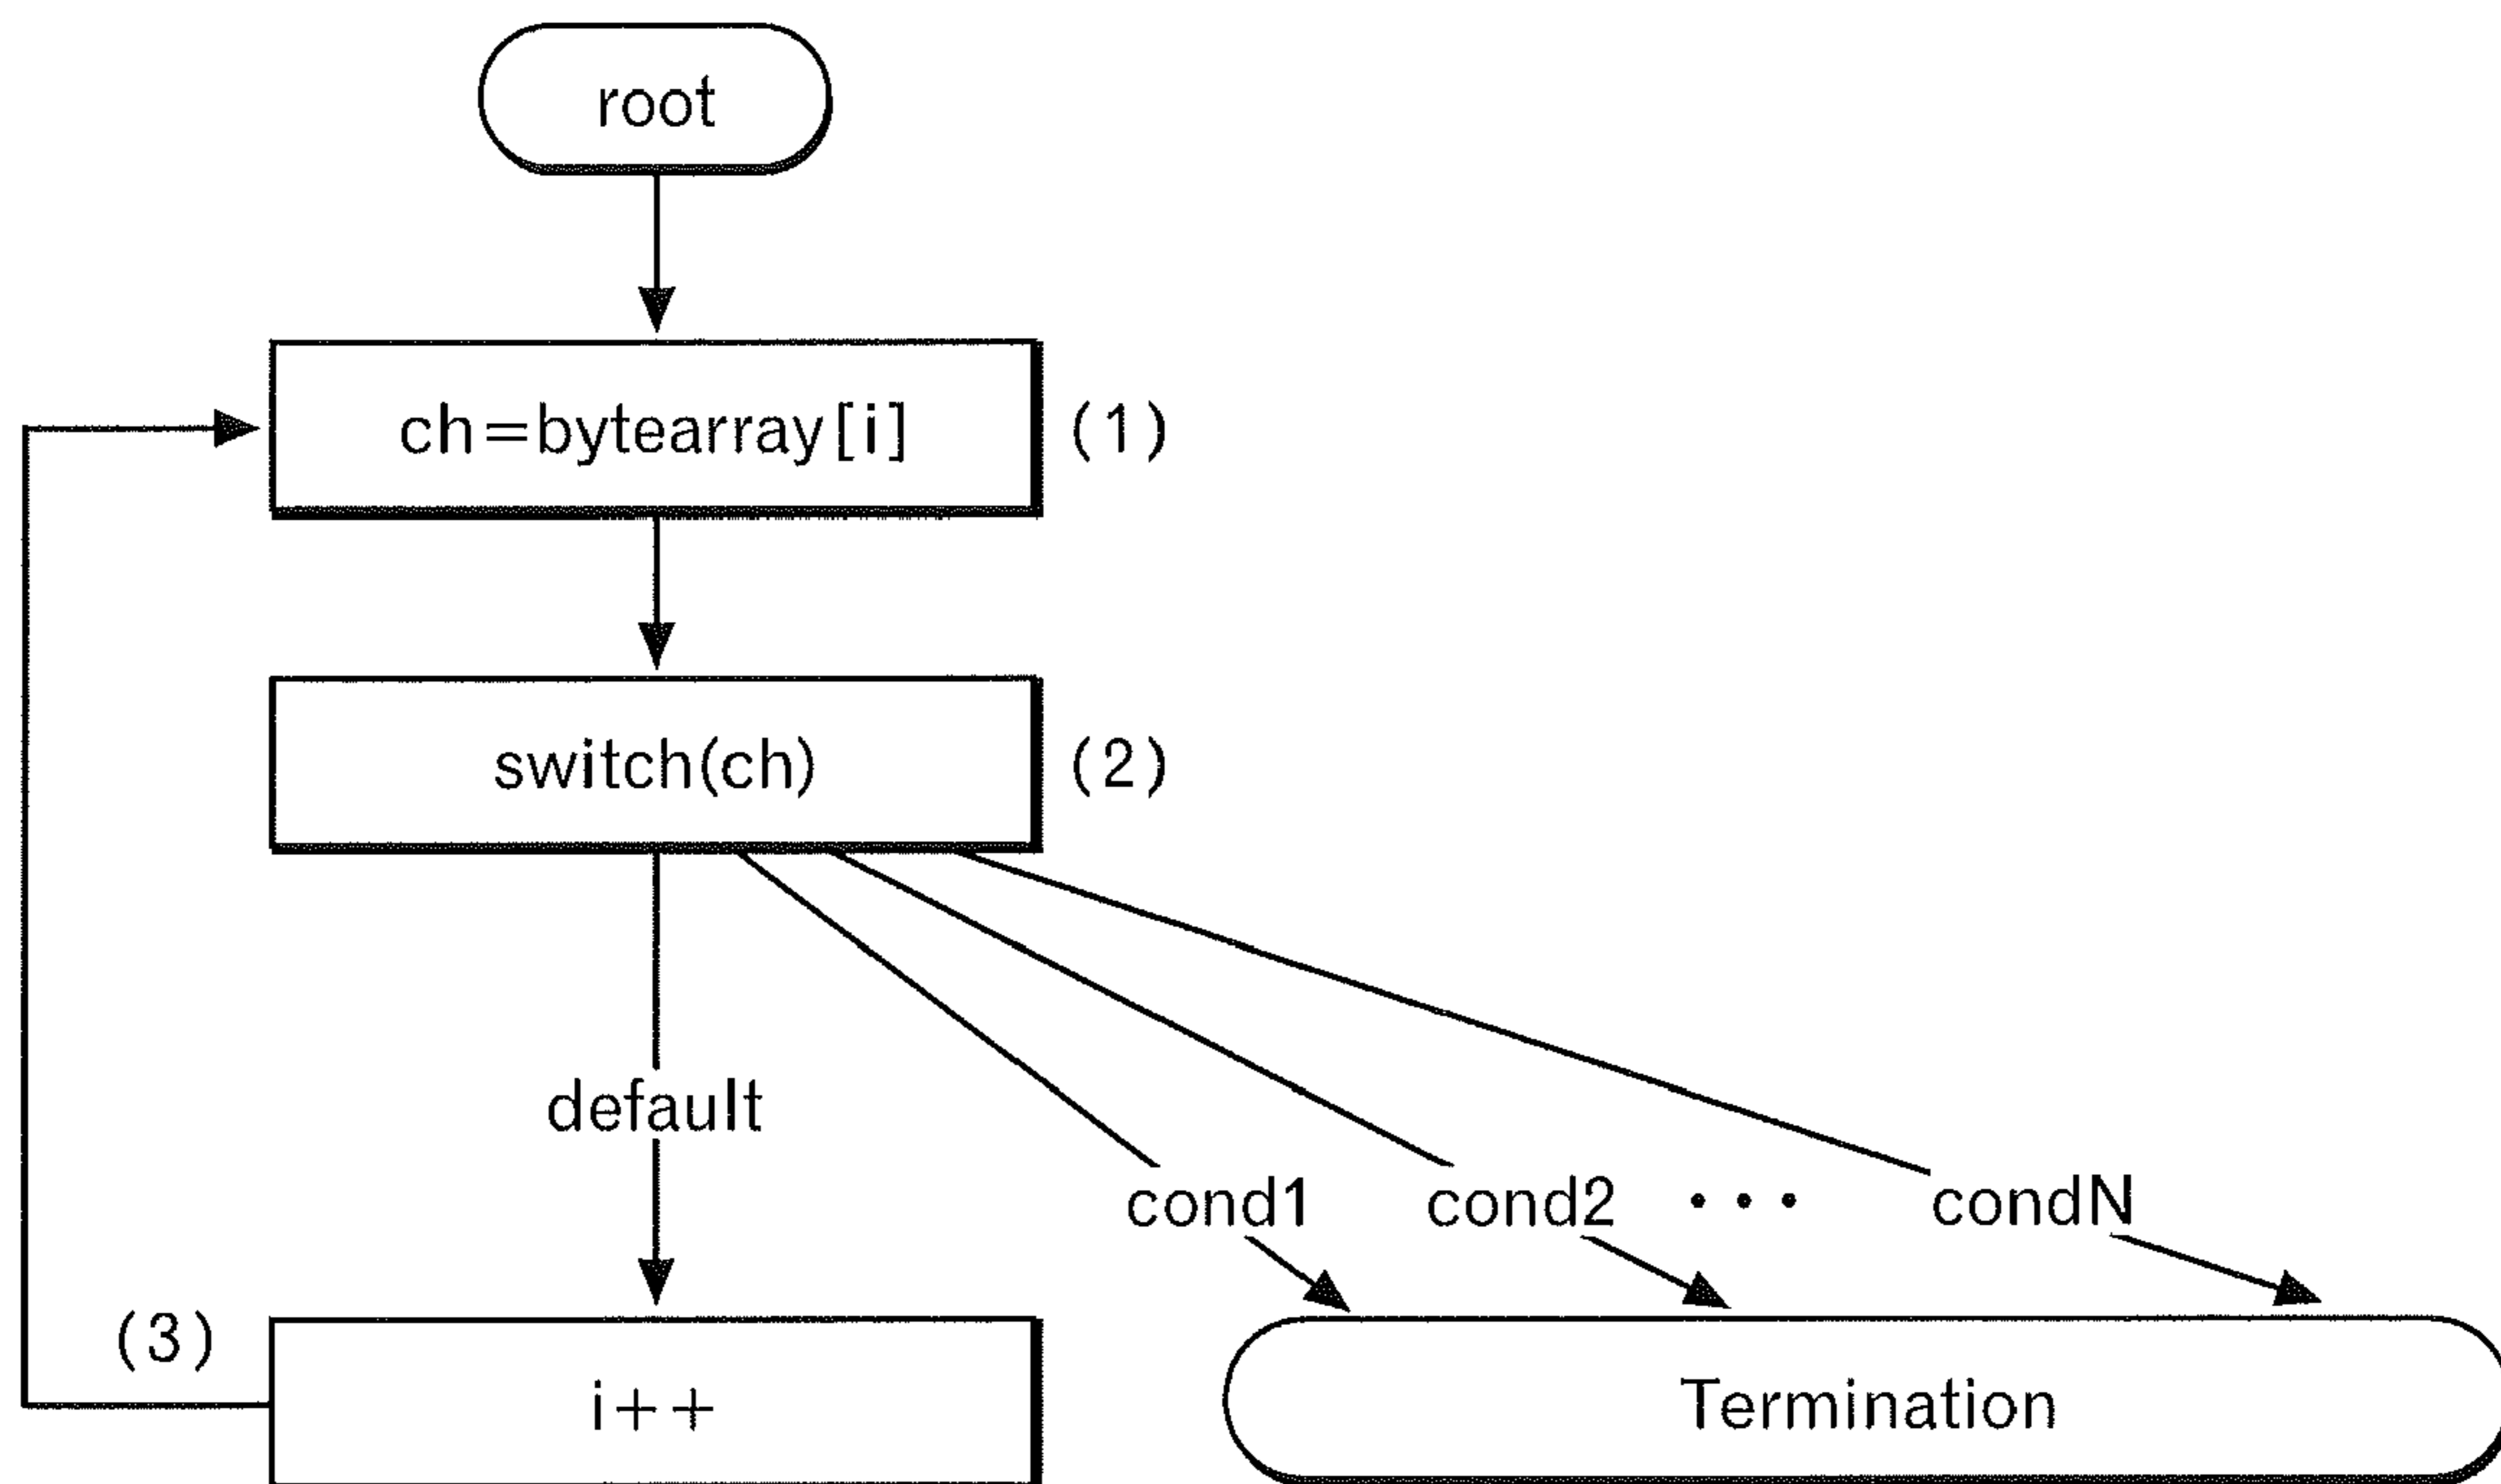 root
ch=bytearray[i] (1)
switch(ch) (2)
default
cond1 cond2 ••• condN
(3)
i++
Termination